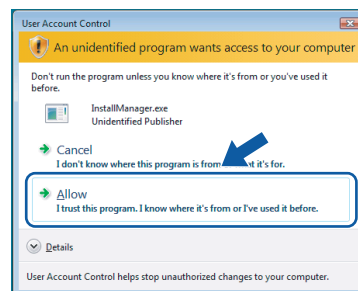 User Account Control
An unidentified program wants access to your computer
Don't run the program unless you know where it's from or you've used it
before.
InstallManager.exe
Unidentified Publisher
Cancel
I don't know where this program is from it's for.
Allow
I trust this program. I know where it's from or I've used it before.
Details
User Account Control helps stop unauthorized changes to your computer.